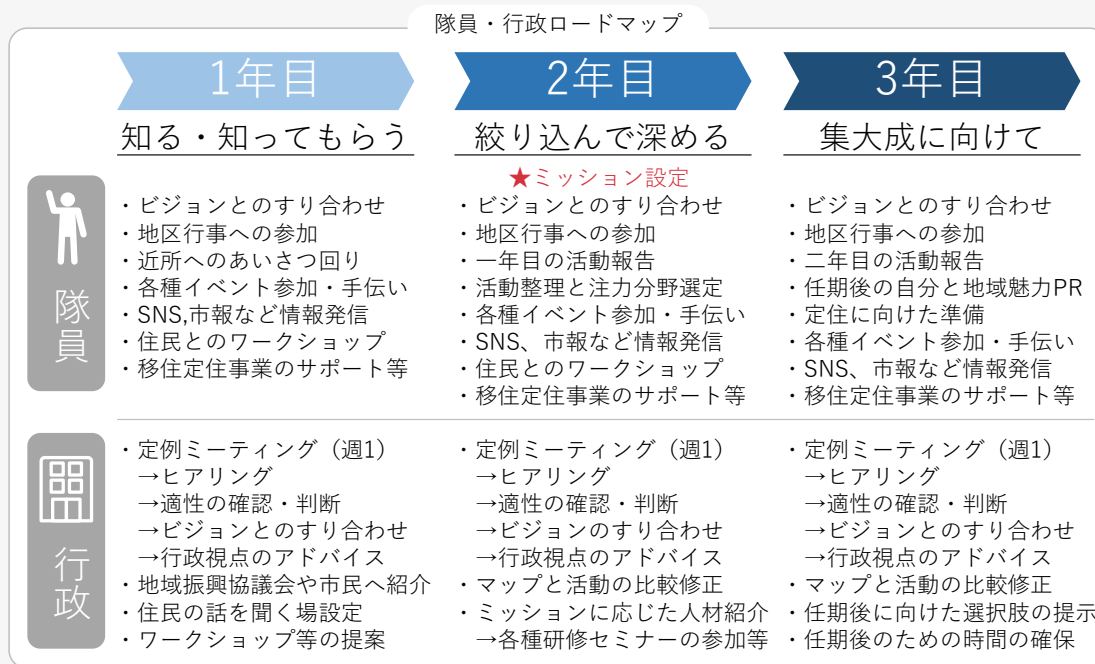 隊員・行政ロードマップ
1年目
2年目
3年目
知る・知ってもらう
絞り込んで深める
集大成に向けて
★ミッション設定
隊員
・ビジョンとのすり合わせ
・地区行事への参加
・近所へのあいさつ回り
・各種イベント参加・手伝い
・SNS,市報など情報発信
・住民とのワークショップ
・移住定住事業のサポート等
・ビジョンとのすり合わせ
・地区行事への参加
・一年目の活動報告
・活動整理と注力分野選定
・各種イベント参加・手伝い
・SNS、市報など情報発信
・住民とのワークショップ
・移住定住事業のサポート等
・ビジョンとのすり合わせ
・地区行事への参加
・二年目の活動報告
・任期後の自分と地域魅力PR
・定住に向けた準備
・各種イベント参加・手伝い
・SNS、市報など情報発信
・移住定住事業のサポート等
行政
・定例ミーティング（週1）
→ヒアリング
→適性の確認・判断
→ビジョンとのすり合わせ
→行政視点のアドバイス
・地域振興協議会や市民へ紹介
・住民の話を聞く場設定
・ワークショップ等の提案
・定例ミーティング（週1）
→ヒアリング
→適性の確認・判断
→ビジョンのすり合わせ
→行政視点のアドバイス
・マップと活動の比較修正
・ミッションに応じた人材紹介
→各種研修セミナーの参加等
・定例ミーティング（週1）
→ヒアリング
→適性の確認・判断
→ビジョンとのすり合わせ
→行政視点のアドバイス
・マップと活動の比較修正
・任期後に向けた選択肢の提示
・任期後のための時間の確保